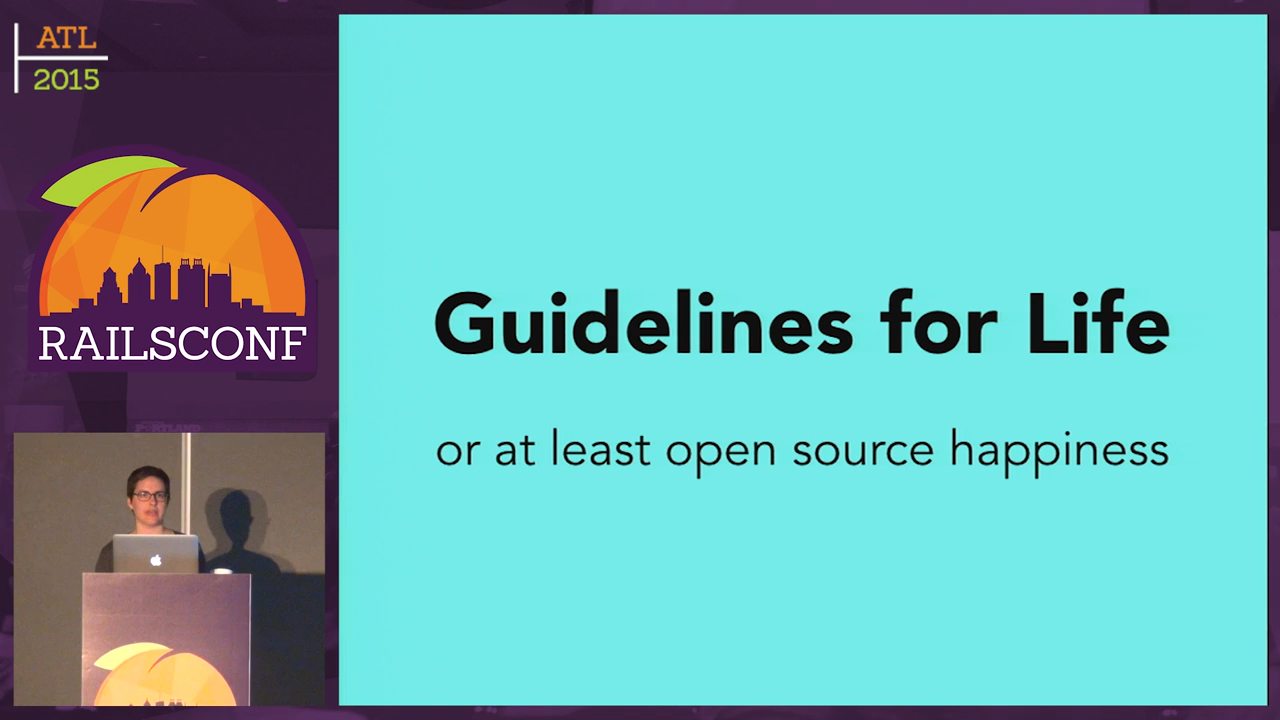 ATL
2015
RAILSCONF
Guidelines for Life
or at least open source happiness